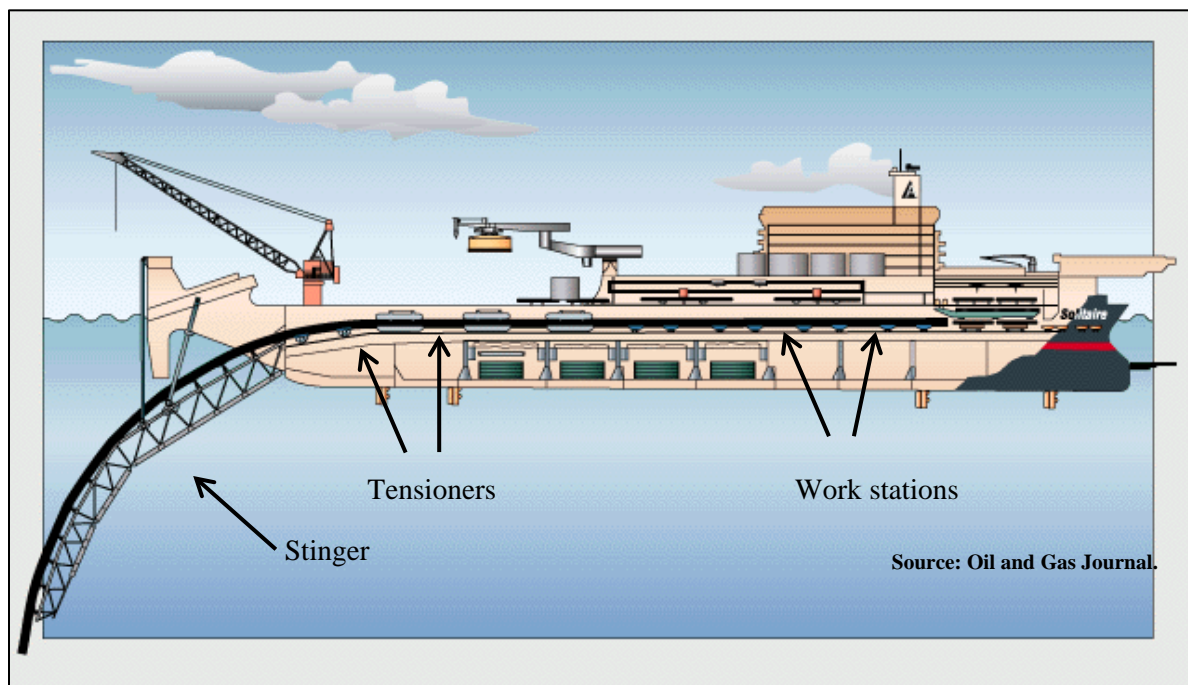 Solitaire
Tensioners
Work stations
Stinger
Source: Oil and Gas Journal.